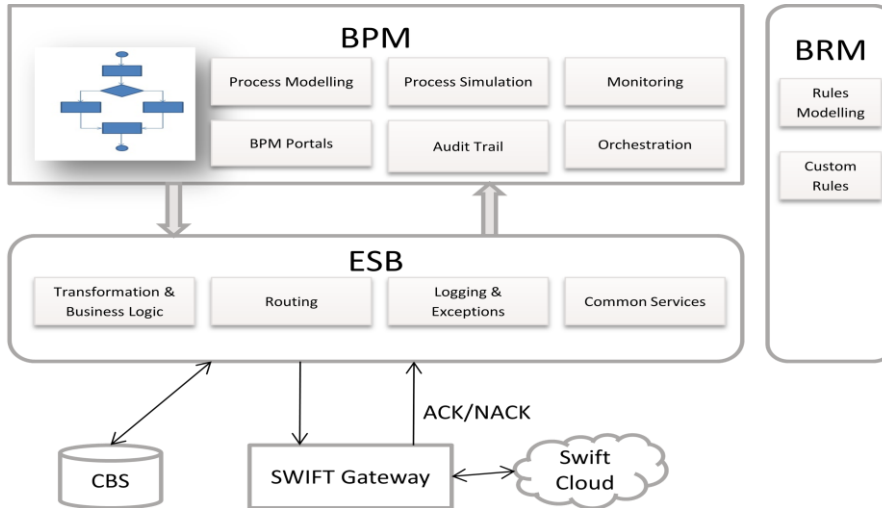 BPM
Process Modelling
Process Simulation
Monitoring
BPM Portals
Audit Trail
Orchestration
BRM
Rules
Modelling
Custom
Rules
ESB
Transformation &
Business Logic
Routing
Logging &
Exceptions
Common Services
ACK/NACK
CBS
SWIFT Gateway
Swift
Cloud